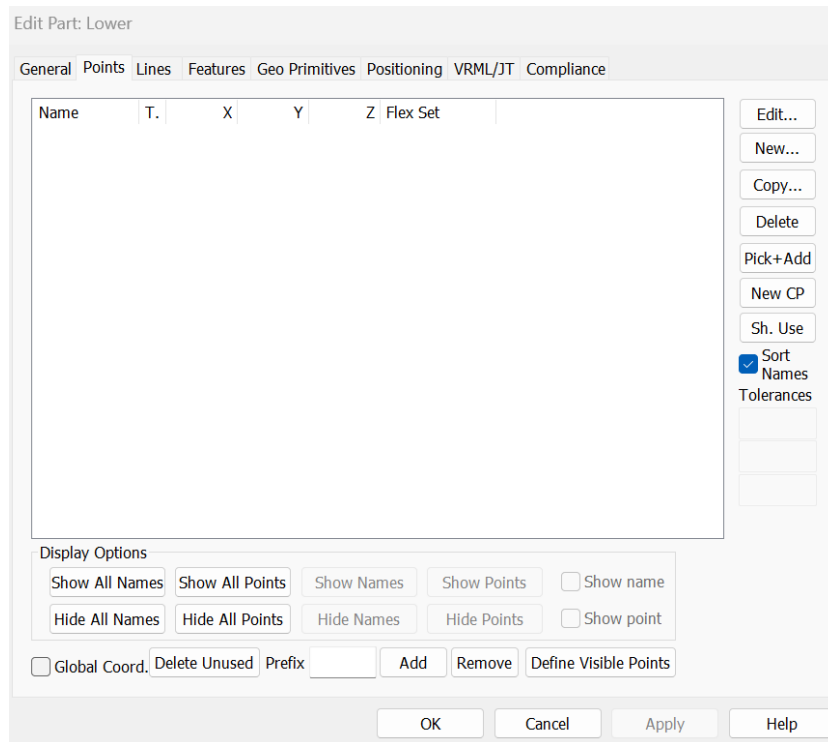 Edit Part: Lower
General Points Lines Features Geo Primitives Positioning VRML/JT Compliance
Name T. X Y Z Flex Set
Edit...
New...
Copy...
Delete
Pick+Add
New CP
Sh. Use
Sort
Names
Tolerances
Display Options
Show All Names Show All Points Show Names Show Points Show name
Hide All Names Hide All Points Hide Names Hide Points Show point
Global Coord. Delete Unused Prefix Add Remove Define Visible Points
OK Cancel Apply Help